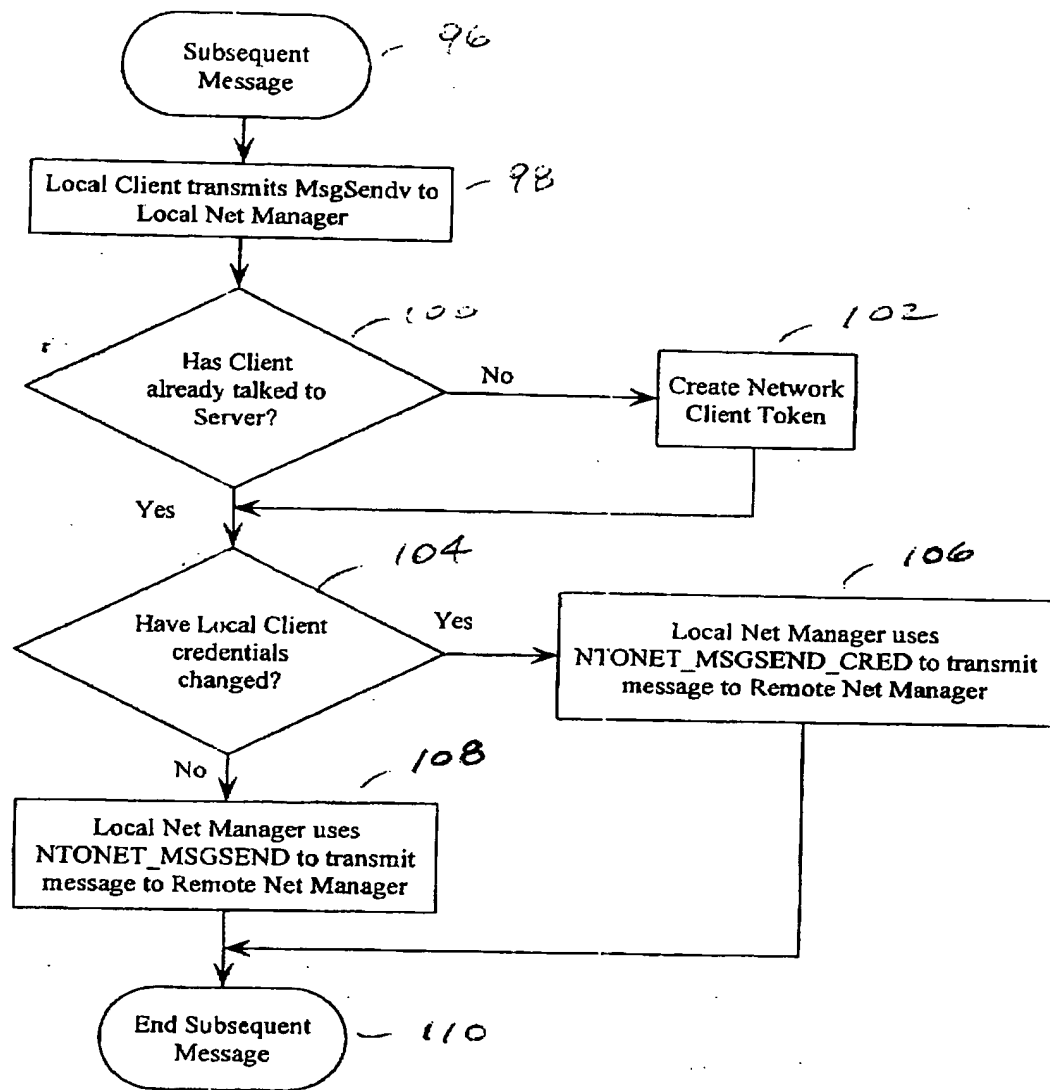 Subsequent
Message
96
Local Client transmits MsgSendv to
Local Net Manager
98
Has Client
already talked to
Server?
100
No
102
Create Network
Client Token
Yes
Have Local Client
credentials
changed?
104
Yes
106
Local Net Manager uses
NTONET_MSGSEND_CRED to transmit
message to Remote Net Manager
No
108
Local Net Manager uses
NTONET_MSGSEND to transmit
message to Remote Net Manager
End Subsequent
Message
110